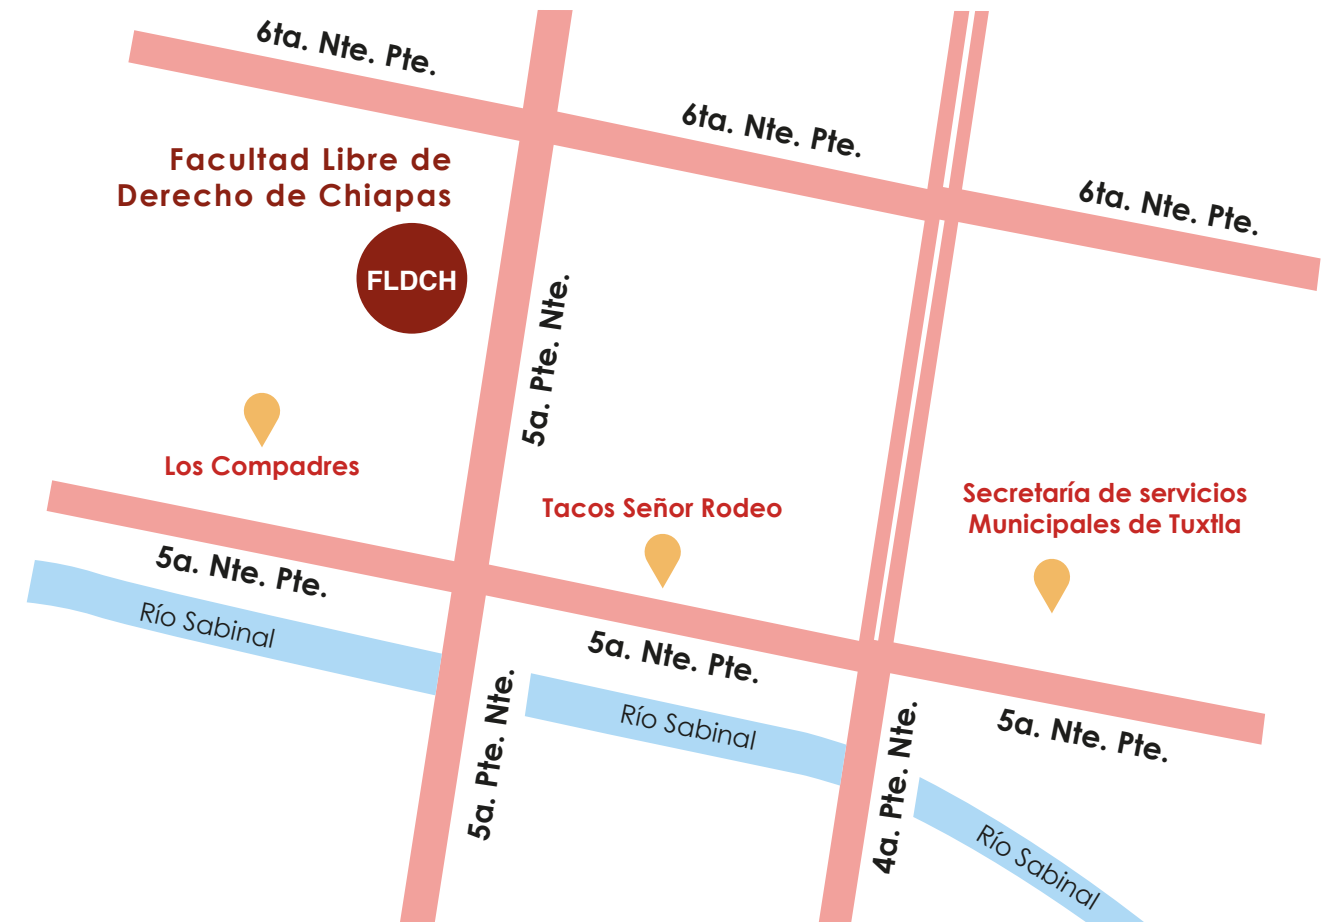 6ta. Nte. Pte.
6ta. Nte. Pte.
6ta. Nte. Pte.
Facultad Libre de
Derecho de Chiapas
FLDCH
5a. Pte. Nte.
Los Compadres
Tacos Señor Rodeo
Secretaría de servicios
Municipales de Tuxtla
5a. Nte. Pte.
Río Sabinal
5a. Nte. Pte.
Río Sabinal
5a. Pte. Nte.
4a. Pte. Nte.
5a. Nte. Pte.
Río Sabinal